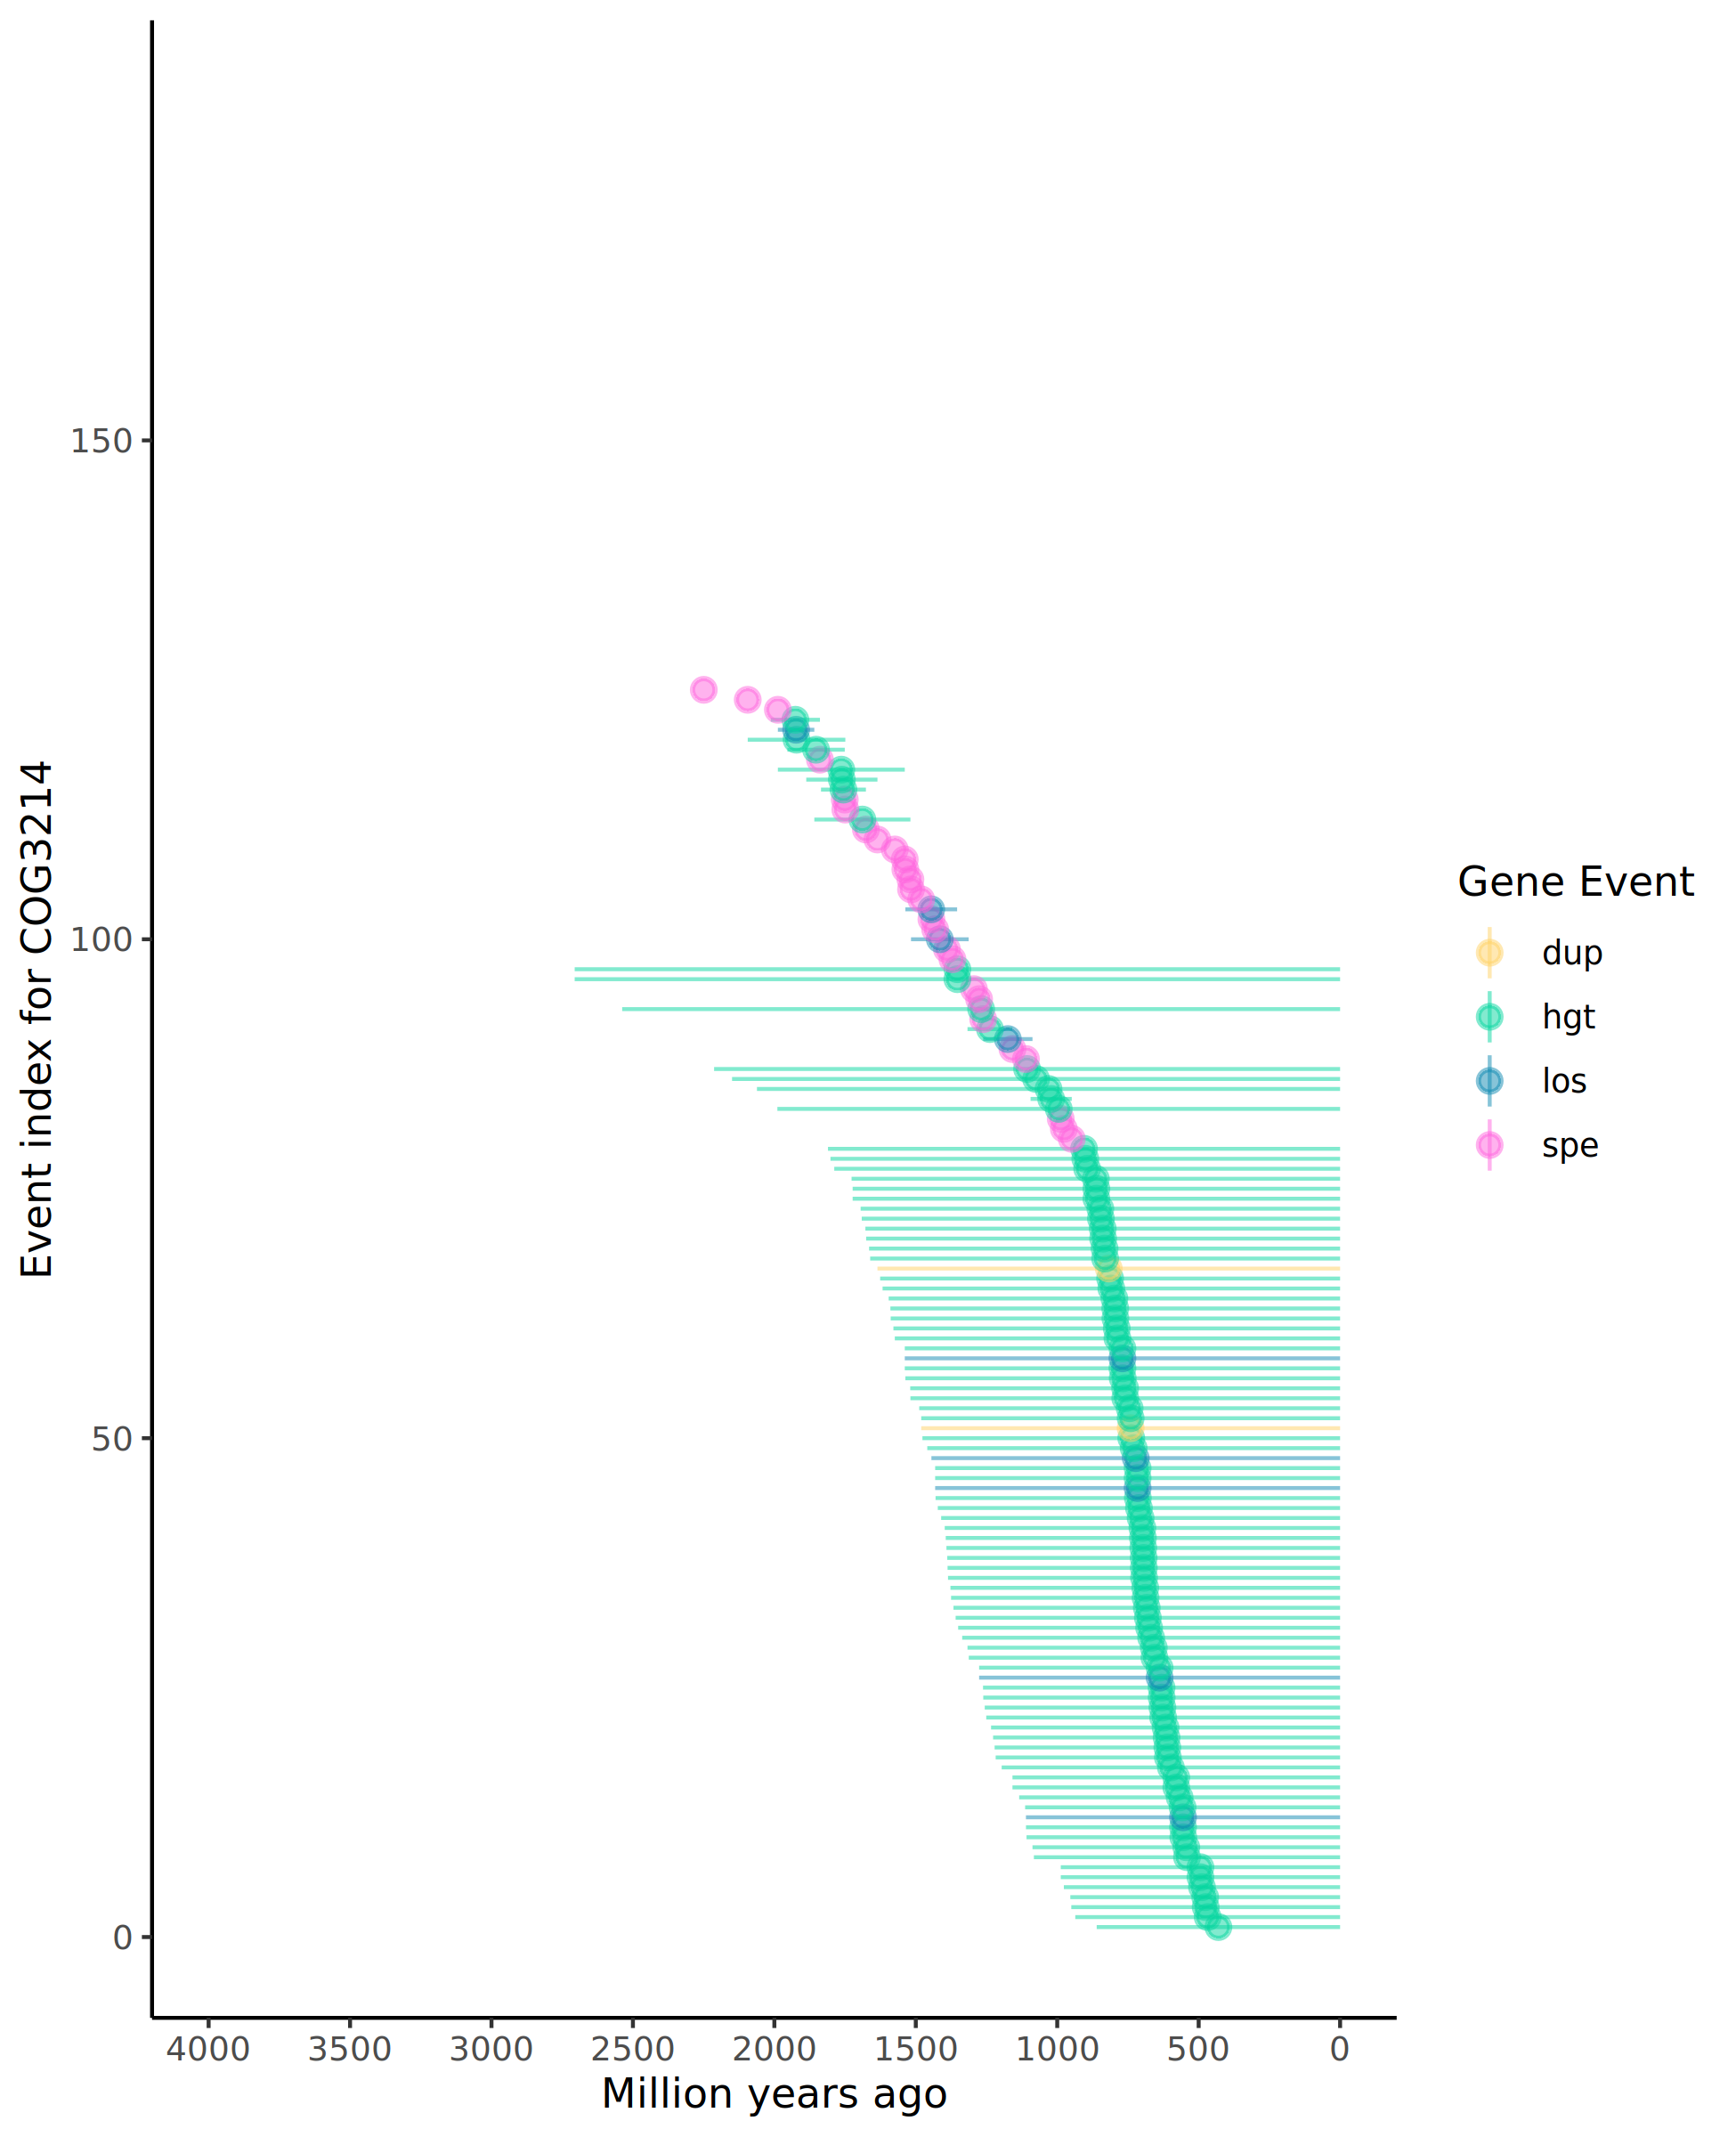 Event index for COG3214
150
100
50
0
4000 3500 3000 2500 2000 1500 1000 500 0
Million years ago
Gene Event
dup
hgt
los
spe